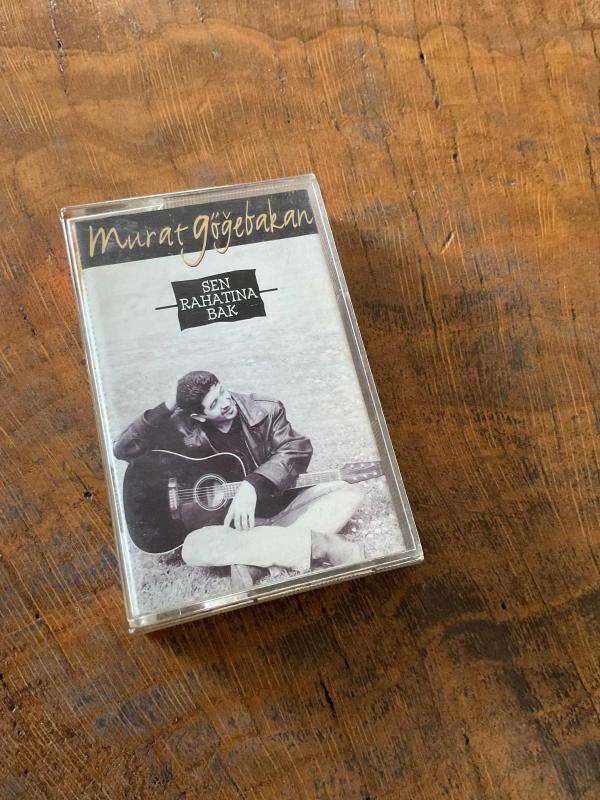 murat göğebakan
SEN
RAHATINA
BAK